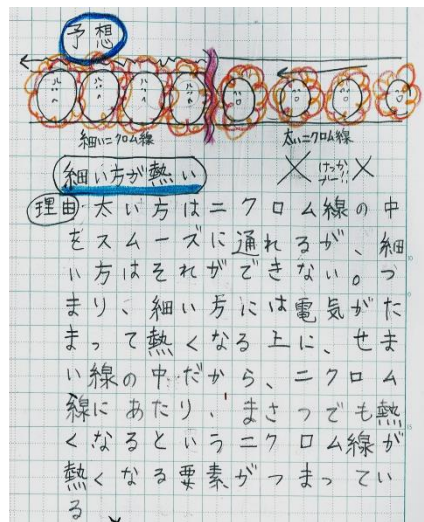 予想
細いニクロム線
太いニクロム線
細い方が熱い
理由 太い方はニクロム線の中
をスムーズに通れるが、細
い方はそれができない。つ
まり、細い方には電気がた
まって熱くなる上に、せま
い線の中だから、ニクロム
線にあたり、まさつでも熱
くなるというニクロム線が
熱くなる要素がつまってい
る